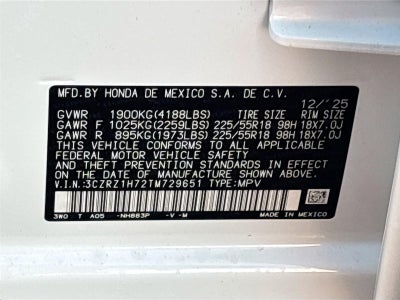 MFD.BY HONDA DE MEXICO S.A. DE C.V.
12/'25
GVWR 1900KG(4188LBS) TIRE SIZE RIM SIZE
GAWR F 1025KG(2259LBS) 225/55R18 98H 18X7.0J
GAWR R 895KG(1973LBS) 225/55R18 98H 18X7.0J
THIS VEHICLE CONFORMS TO ALL APPLICABLE
FEDERAL MOTOR VEHICLE SAFETY, BUMPER,
AND THEFT PREVENTION STANDARDS IN EFFECT
ON THE DATE OF MANUFACTURE SHOWN ABOVE.
V.I.N.:3CZRZ1H72TM729651 TYPE:MPV
3W0 T A05 -NH883P -V -M MADE IN MEXICO